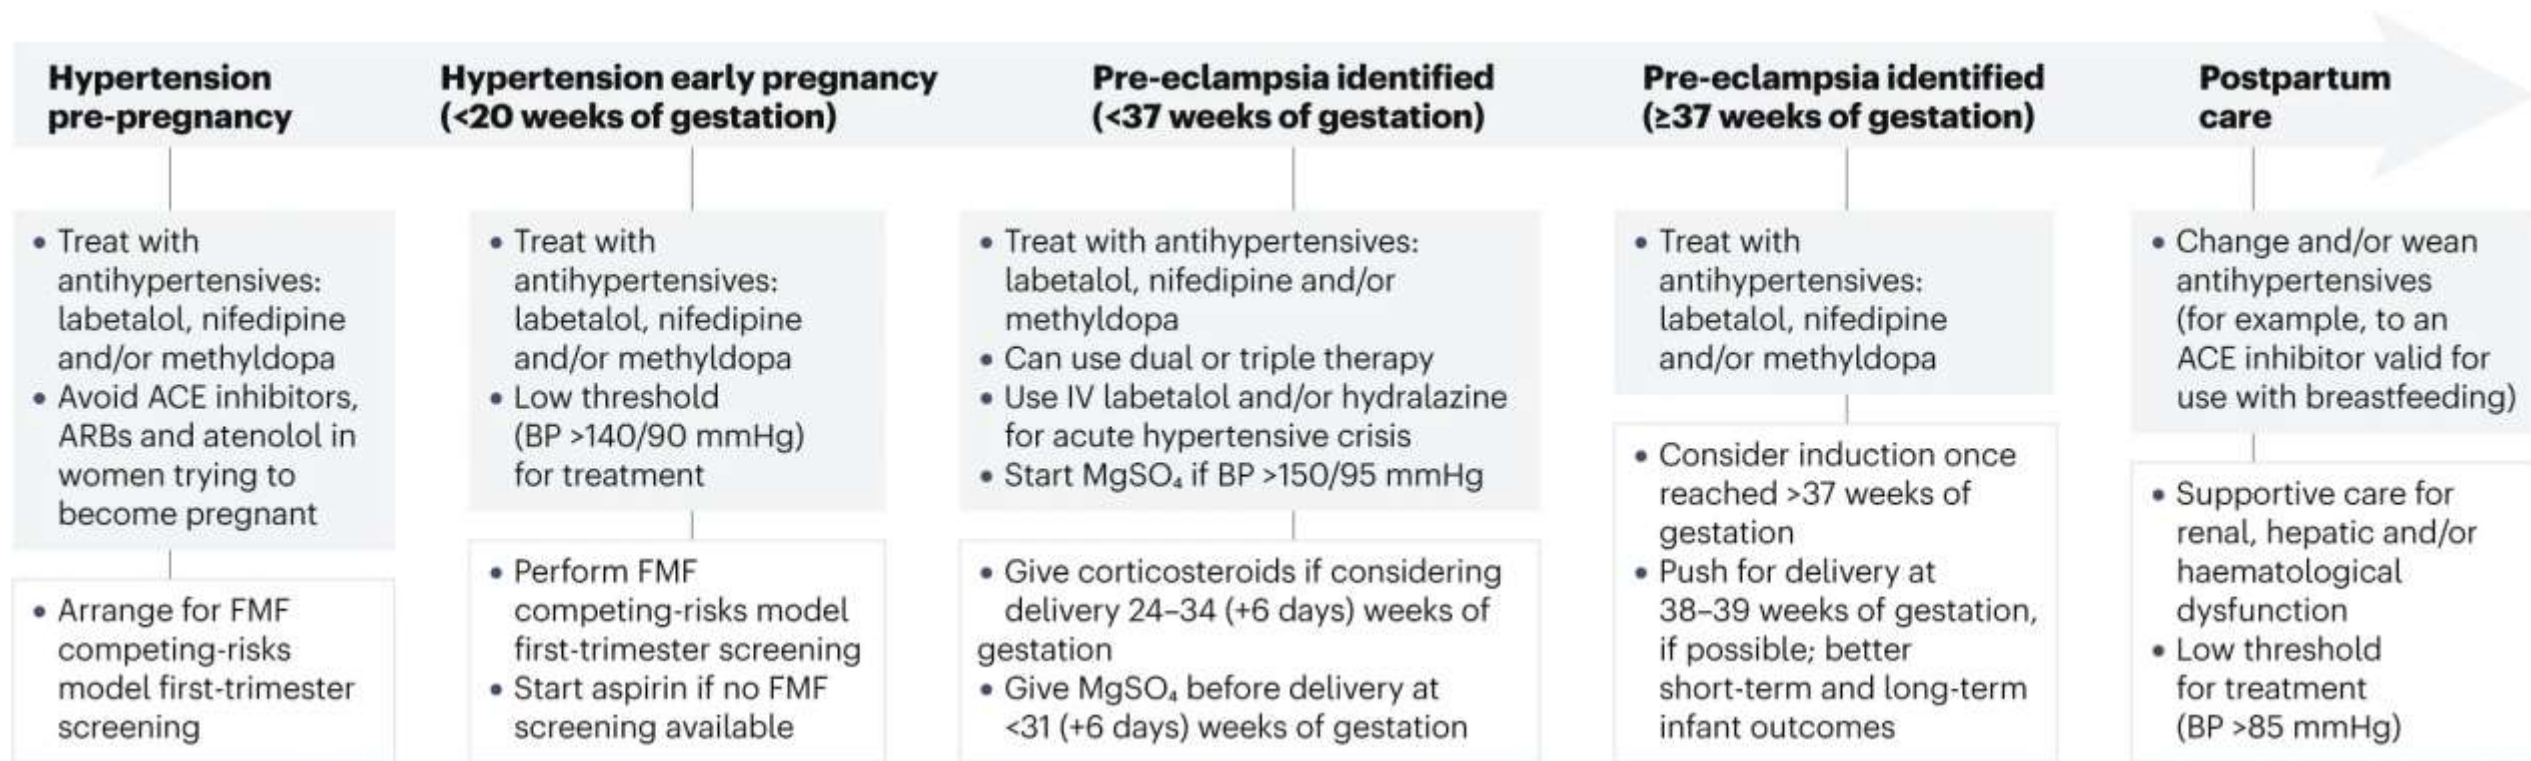 Hypertension
pre-pregnancy
• Treat with
antihypertensives:
labetalol, nifedipine
and/or methyldopa
• Avoid ACE inhibitors,
ARBs and atenolol in
women trying to
become pregnant
• Arrange for FMF
competing-risks
model first-trimester
screening
Hypertension early pregnancy
(<20 weeks of gestation)
• Treat with
antihypertensives:
labetalol, nifedipine
and/or methyldopa
• Low threshold
(BP >140/90 mmHg)
for treatment
• Perform FMF
competing-risks model
first-trimester screening
• Start aspirin if no FMF
screening available
Pre-eclampsia identified
(<37 weeks of gestation)
• Treat with antihypertensives:
labetalol, nifedipine and/or
methyldopa
• Can use dual or triple therapy
• Use IV labetalol and/or hydralazine
for acute hypertensive crisis
• Start MgSO₄ if BP >150/95 mmHg
• Give corticosteroids if considering
delivery 24–34 (+6 days) weeks of
gestation
• Give MgSO₄ before delivery at
<31 (+6 days) weeks of gestation
Pre-eclampsia identified
(≥37 weeks of gestation)
• Treat with
antihypertensives:
labetalol, nifedipine
and/or methyldopa
• Consider induction once
reached >37 weeks of
gestation
• Push for delivery at
38–39 weeks of gestation,
if possible; better
short-term and long-term
infant outcomes
Postpartum
care
• Change and/or wean
antihypertensives
(for example, to an
ACE inhibitor valid for
use with breastfeeding)
• Supportive care for
renal, hepatic and/or
haematological
dysfunction
• Low threshold
for treatment
(BP >85 mmHg)